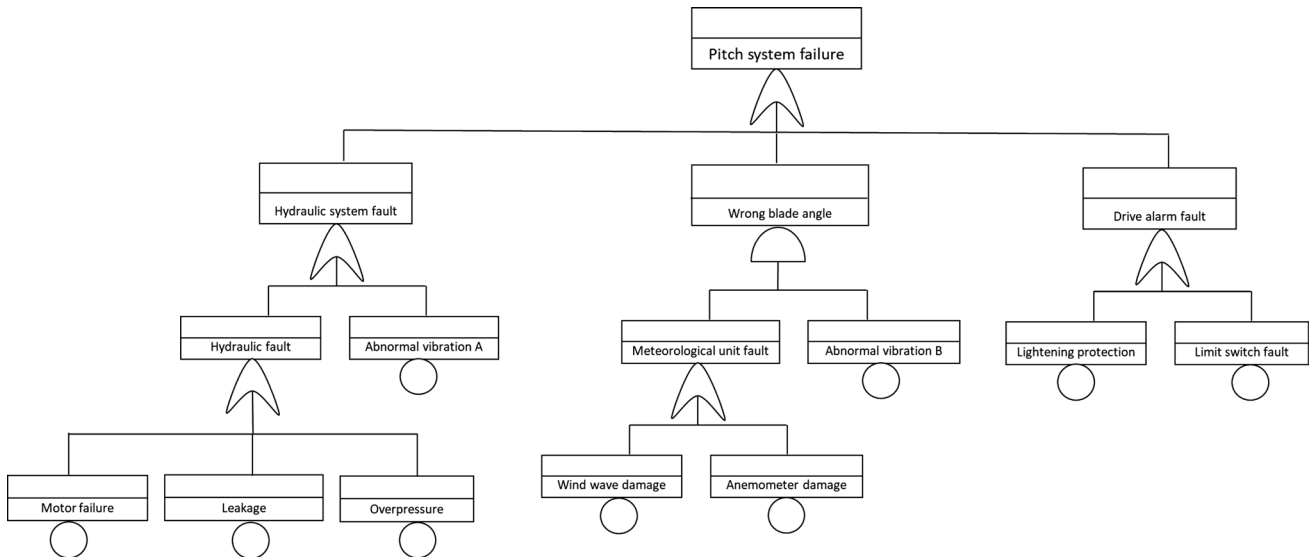 Pitch system failure
Hydraulic system fault
Wrong blade angle
Drive alarm fault
Hydraulic fault
Abnormal vibration A
Meteorological unit fault
Abnormal vibration B
Lightening protection
Limit switch fault
Motor failure
Leakage
Overpressure
Wind wave damage
Anemometer damage